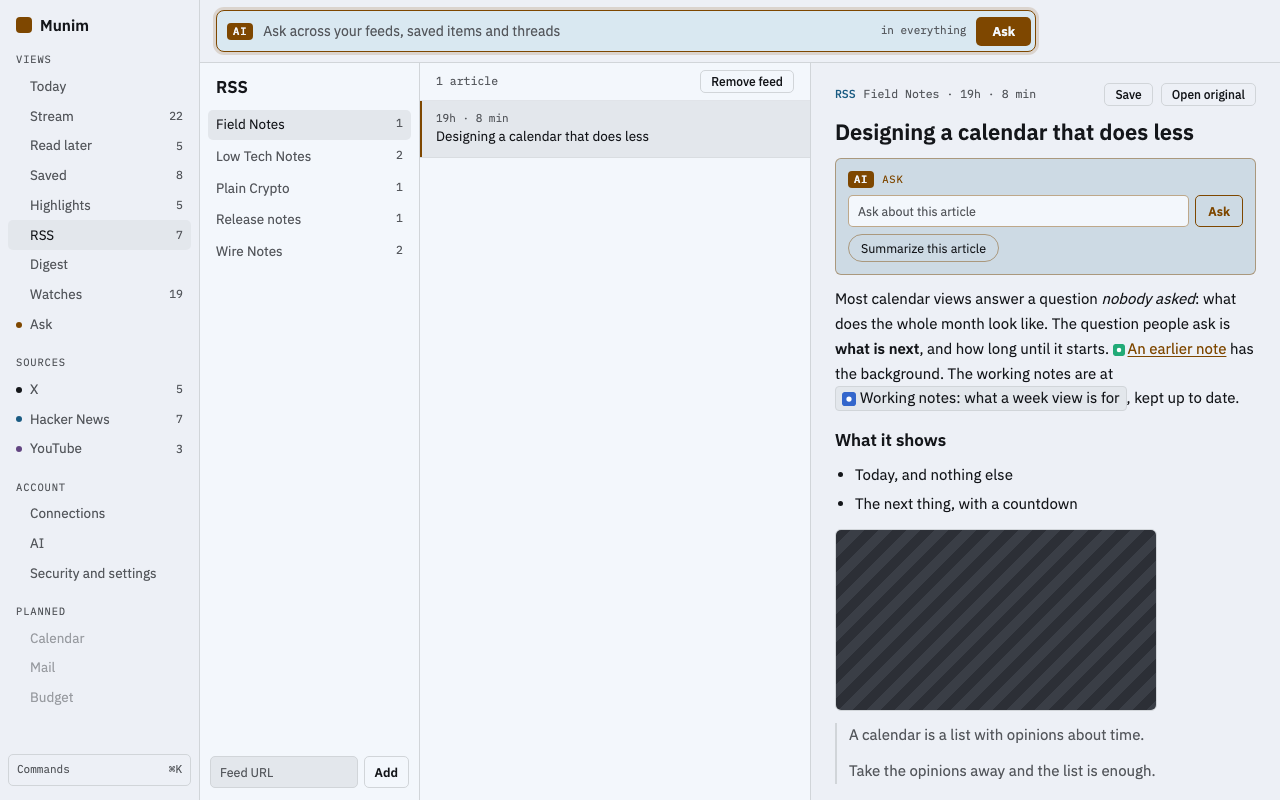 Munim
VIEWS
Today
Stream 22
Read later 5
Saved 8
Highlights 5
RSS 7
Digest
Watches 19
Ask
SOURCES
X 5
Hacker News 7
YouTube 3
ACCOUNT
Connections
AI
Security and settings
PLANNED
Calendar
Mail
Budget
Commands ⌘K
AI Ask across your feeds, saved items and threads in everything Ask
RSS
Field Notes 1
Low Tech Notes 2
Plain Crypto 1
Release notes 1
Wire Notes 2
Feed URL Add
1 article Remove feed
19h · 8 min
Designing a calendar that does less
RSS Field Notes · 19h · 8 min Save Open original
Designing a calendar that does less
AI ASK
Ask about this article Ask
Summarize this article
Most calendar views answer a question nobody asked: what
does the whole month look like. The question people ask is
what is next, and how long until it starts. An earlier note has
the background. The working notes are at
Working notes: what a week view is for , kept up to date.
What it shows
• Today, and nothing else
• The next thing, with a countdown
A calendar is a list with opinions about time.
Take the opinions away and the list is enough.